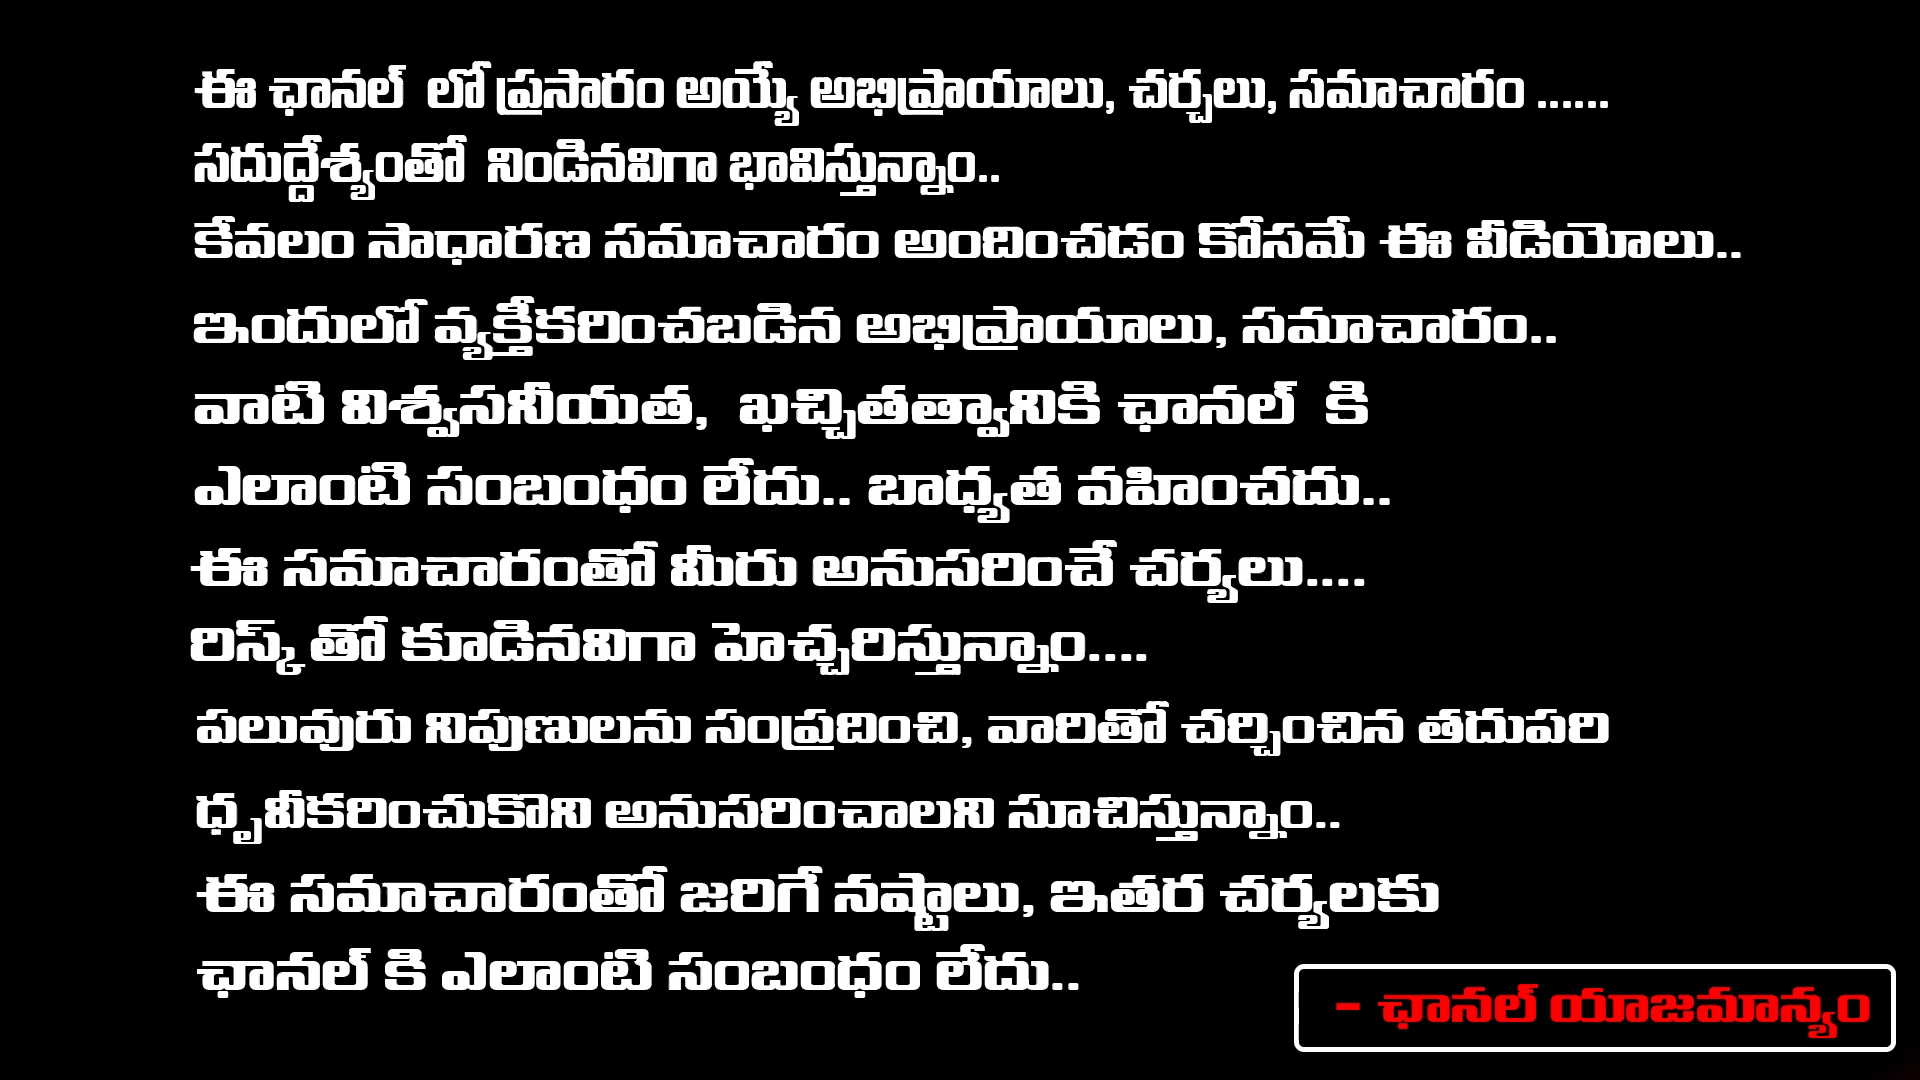 ఈ ఛానల్ లో ప్రసారం అయ్యే అభిప్రాయాలు, చర్చలు, సమాచారం ......
సదుద్దేశ్యంతో నిండినవిగా భావిస్తున్నాం..
కేవలం సాధారణ సమాచారం అందించడం కోసమే ఈ వీడియోలు..
ఇందులో వ్యక్తీకరించబడిన అభిప్రాయాలు, సమాచారం..
వాటి విశ్వసనీయత, ఖచ్చితత్వానికి ఛానల్ కి
ఎలాంటి సంబంధం లేదు.. బాధ్యత వహించదు..
ఈ సమాచారంతో మీరు అనుసరించే చర్యలు....
రిస్క్ తో కూడినవిగా హెచ్చరిస్తున్నాం....
పలువురు నిపుణులను సంప్రదించి, వారితో చర్చించిన తదుపరి
ధృవీకరించుకొని అనుసరించాలని సూచిస్తున్నాం..
ఈ సమాచారంతో జరిగే నష్టాలు, ఇతర చర్యలకు
ఛానల్ కి ఎలాంటి సంబంధం లేదు..
- ఛానల్ యాజమాన్యం